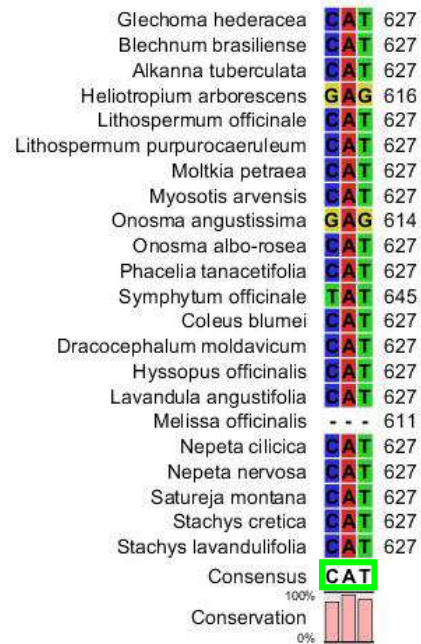 Glechoma hederacea CAT 627
Blechnum brasiliense CAT 627
Alkanna tuberculata CAT 627
Heliotropium arborescens GAG 616
Lithospermum officinale CAT 627
Lithospermum purpurocaeruleum CAT 627
Moltkia petraea CAT 627
Myosotis arvensis CAT 627
Onosma angustissima GAG 614
Onosma albo-rosea CAT 627
Phacelia tanacetifolia CAT 627
Symphytum officinale TAT 645
Coleus blumei CAT 627
Dracocephalum moldavicum CAT 627
Hyssopus officinalis CAT 627
Lavandula angustifolia CAT 627
Melissa officinalis - - - 611
Nepeta cilicica CAT 627
Nepeta nervosa CAT 627
Satureja montana CAT 627
Stachys cretica CAT 627
Stachys lavandulifolia CAT 627
Consensus CAT
100%
Conservation
0%